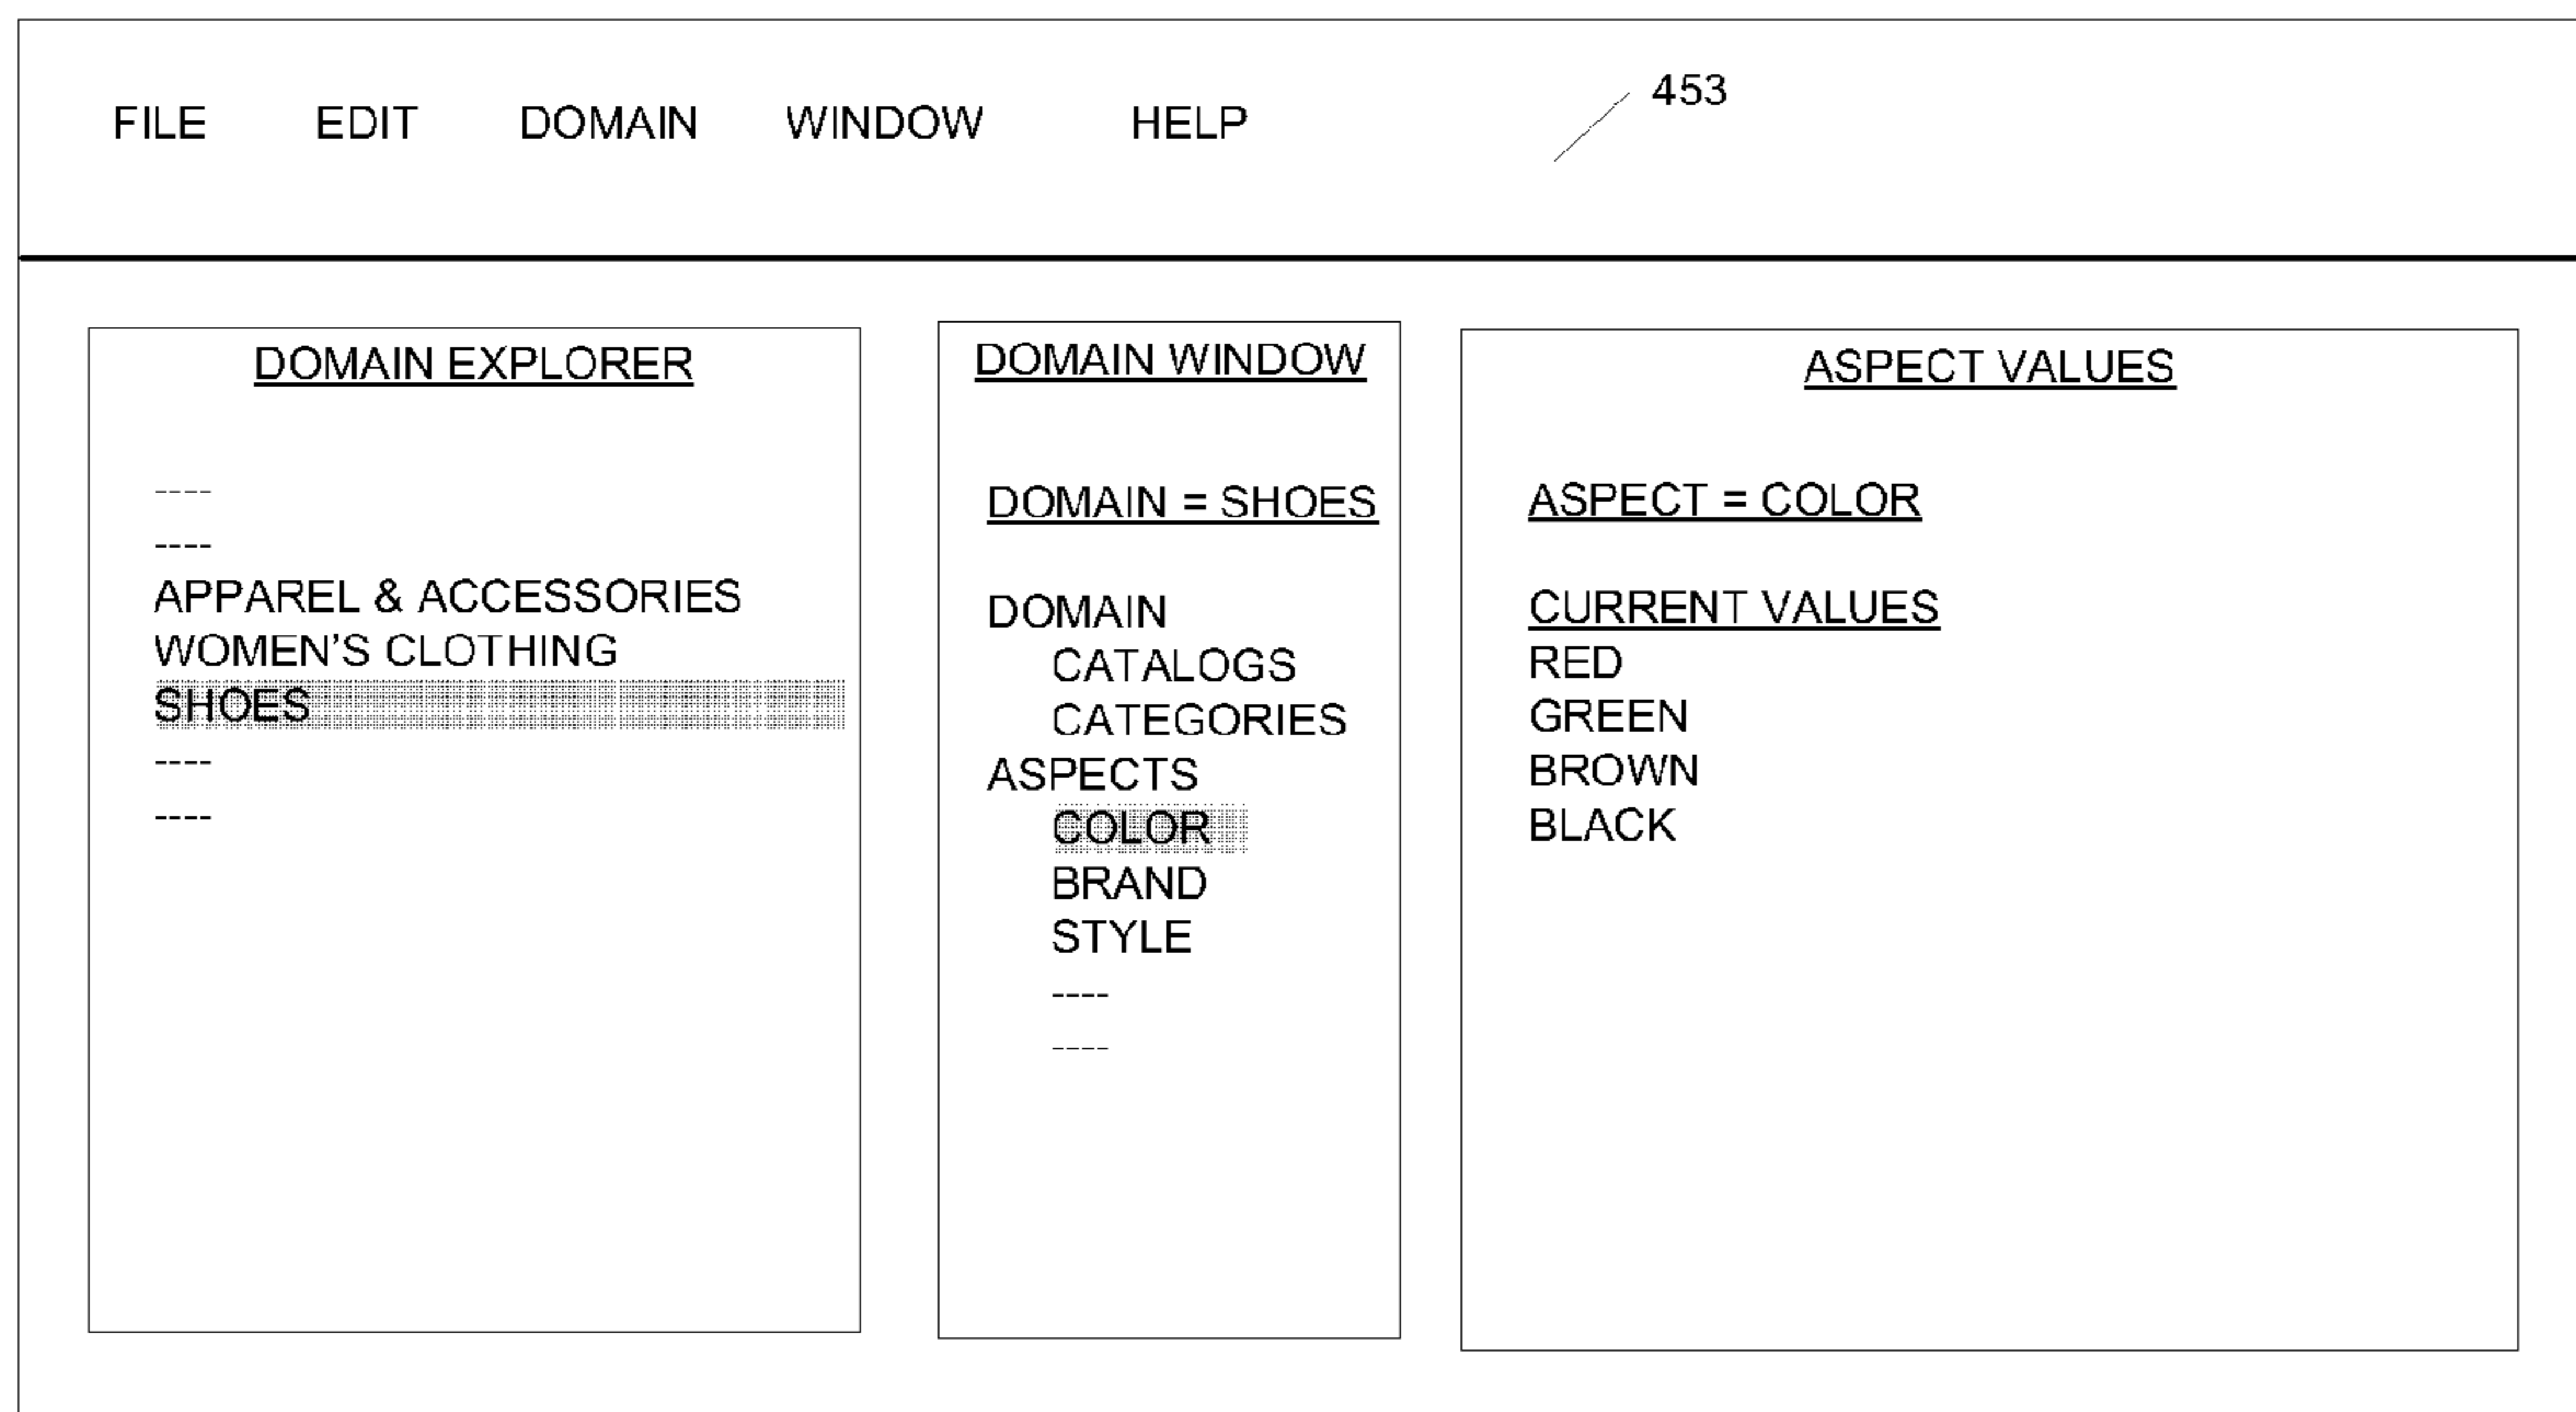 FILE EDIT DOMAIN WINDOW HELP
453
DOMAIN EXPLORER
----
----
APPAREL & ACCESSORIES
WOMEN'S CLOTHING
SHOES
----
----
DOMAIN WINDOW
DOMAIN = SHOES
DOMAIN
CATALOGS
CATEGORIES
ASPECTS
COLOR
BRAND
STYLE
----
----
ASPECT VALUES
ASPECT = COLOR
CURRENT VALUES
RED
GREEN
BROWN
BLACK